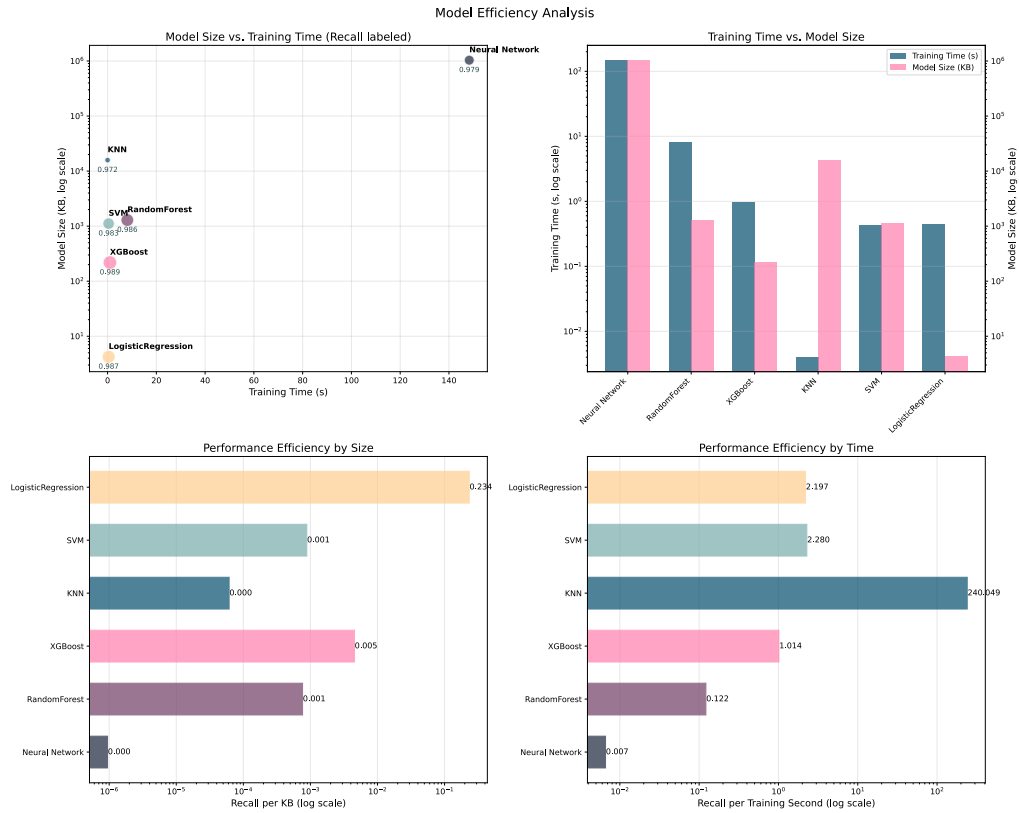 Model Efficiency Analysis
Model Size vs. Training Time (Recall labeled)
Model Size (KB, log scale)
10^6
10^5
10^4
10^3
10^2
10^1
Neural Network
0.979
KNN
0.972
SVM
0.983
RandomForest
0.986
XGBoost
0.989
LogisticRegression
0.987
0 20 40 60 80 100 120 140
Training Time (s)
Training Time vs. Model Size
Training Time (s)
Model Size (KB)
Training Time (s, log scale)
10^2
10^1
10^0
10^-1
10^-2
10^6
10^5
10^4
10^3
10^2
10^1
Model Size (KB, log scale)
Neural Network
RandomForest
XGBoost
KNN
SVM
LogisticRegression
Performance Efficiency by Size
LogisticRegression 0.234
SVM 0.001
KNN 0.000
XGBoost 0.005
RandomForest 0.001
Neural Network 0.000
10^-6 10^-5 10^-4 10^-3 10^-2 10^-1
Recall per KB (log scale)
Performance Efficiency by Time
LogisticRegression 2.197
SVM 2.280
KNN 240.049
XGBoost 1.014
RandomForest 0.122
Neural Network 0.007
10^-2 10^-1 10^0 10^1 10^2
Recall per Training Second (log scale)